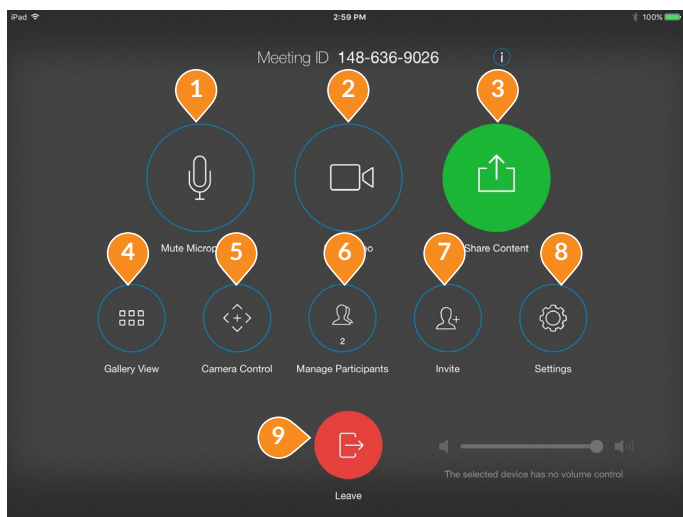 iPad 2:59 PM 100%
Meeting ID 148-636-9026
1 2 3
Mute Microp Share Content
4 5 6 7 8
2
Gallery View Camera Control Manage Participants Invite Settings
9
The selected device has no volume control
Leave